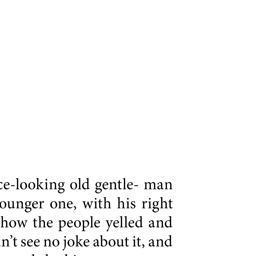 ce-looking old gentle- man
ounger one, with his right
how the people yelled and
n't see no joke about it, and